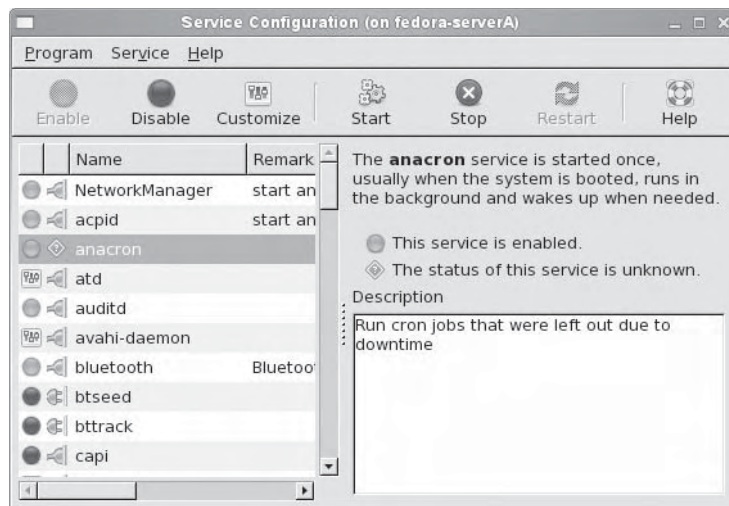 Service Configuration (on fedora-serverA)
Program Service Help
Enable Disable Customize Start Stop Restart Help
Name Remark
NetworkManager start an
acpid start an
anacron
atd
auditd
avahi-daemon
bluetooth Bluetoo
btseed
bttrack
capi
The anacron service is started once,
usually when the system is booted, runs in
the background and wakes up when needed.
This service is enabled.
The status of this service is unknown.
Description
Run cron jobs that were left out due to
downtime